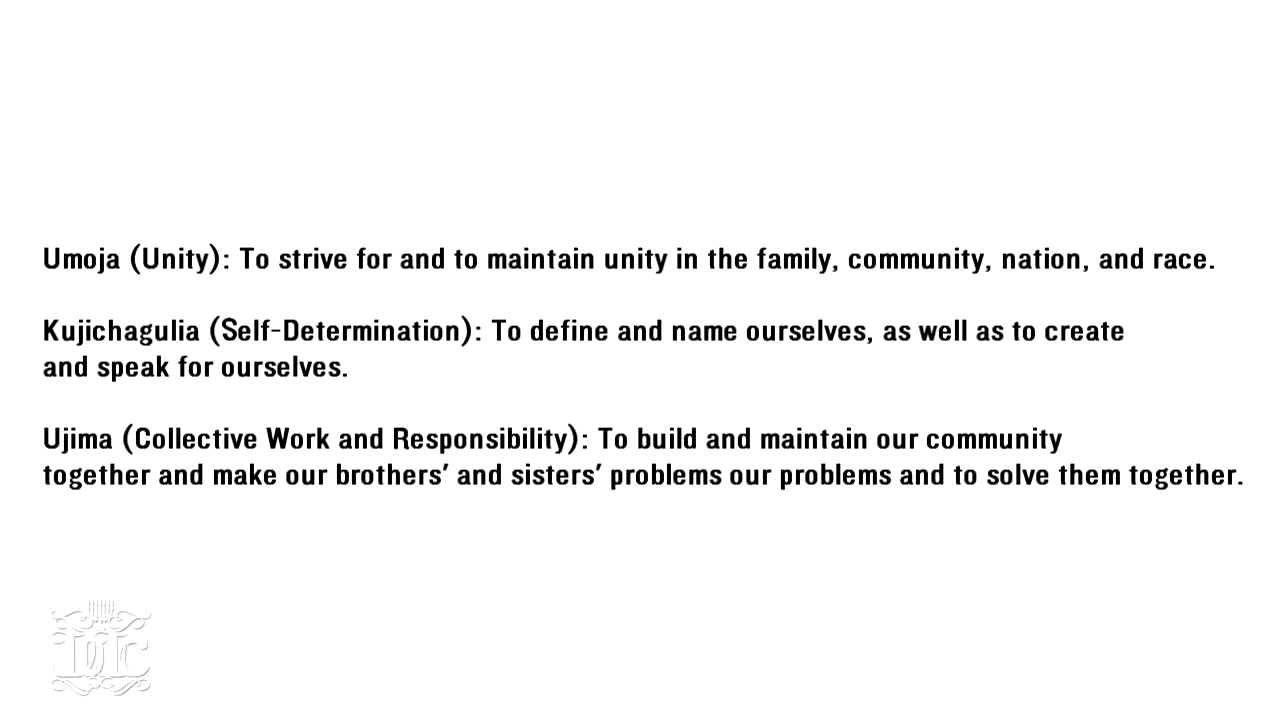 Umoja (Unity): To strive for and to maintain unity in the family, community, nation, and race.
Kujichagulia (Self-Determination): To define and name ourselves, as well as to create
and speak for ourselves.
Ujima (Collective Work and Responsibility): To build and maintain our community
together and make our brothers’ and sisters’ problems our problems and to solve them together.